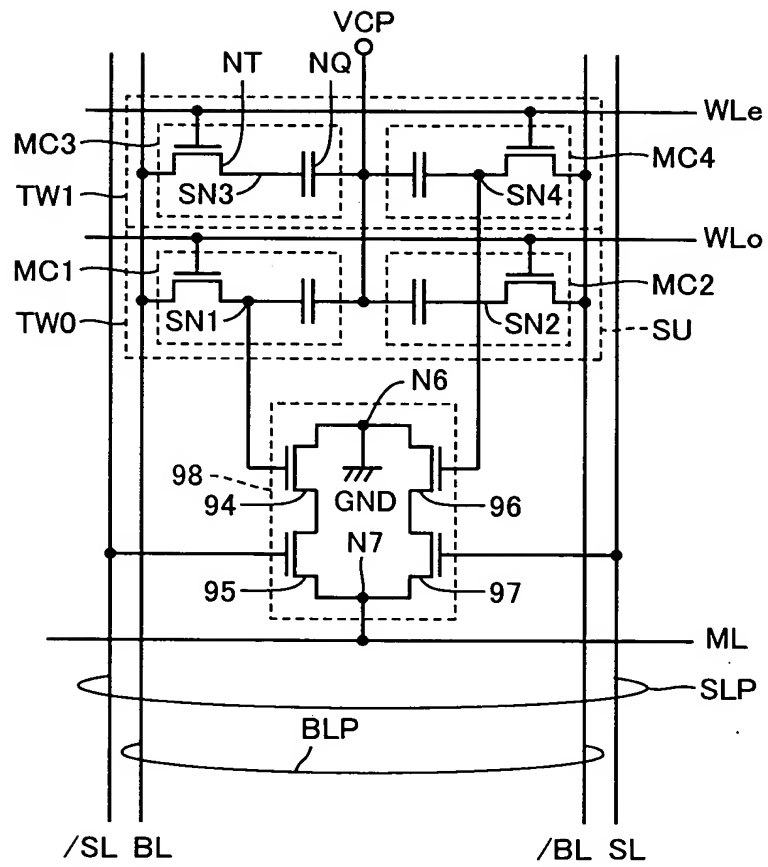 VCP
NT NQ
WLe
MC3
MC4
SN3 SN4
TW1
WLo
MC1
MC2
SN1 SN2
TW0
SU
N6
98
GND
94 96
N7
95 97
ML
SLP
BLP
/SL BL /BL SL